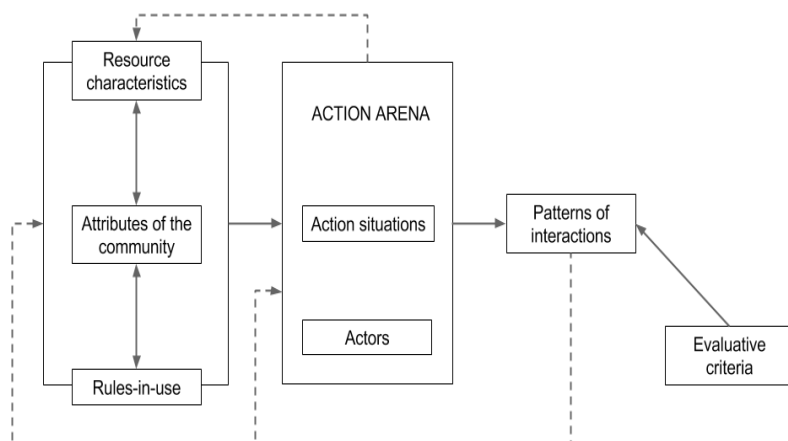 Resource
characteristics
Attributes of the
community
Rules-in-use
ACTION ARENA
Action situations
Actors
Patterns of
interactions
Evaluative
criteria